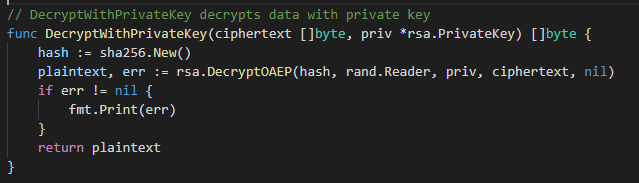 // DecryptWithPrivateKey decrypts data with private key
func DecryptWithPrivateKey(ciphertext []byte, priv *rsa.PrivateKey) []byte {
    hash := sha256.New()
    plaintext, err := rsa.DecryptOAEP(hash, rand.Reader, priv, ciphertext, nil)
    if err != nil {
        fmt.Print(err)
    }
    return plaintext
}